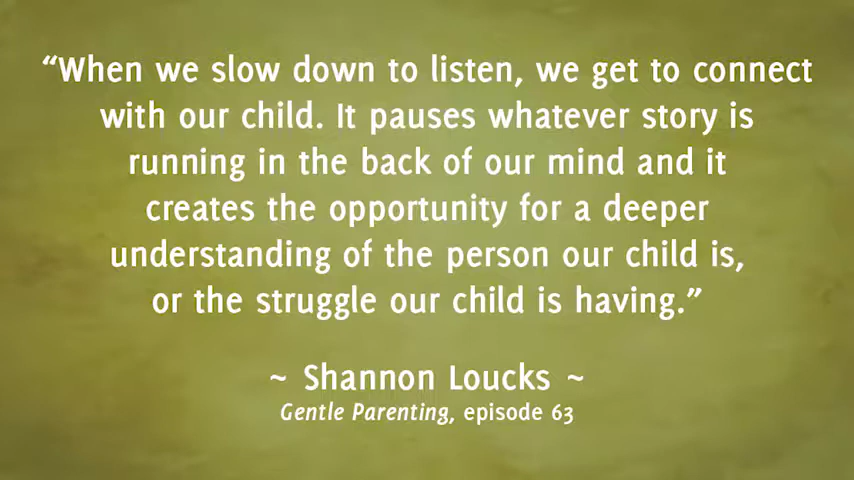 “When we slow down to listen, we get to connect
with our child. It pauses whatever story is
running in the back of our mind and it
creates the opportunity for a deeper
understanding of the person our child is,
or the struggle our child is having.”
~ Shannon Loucks ~
Gentle Parenting, episode 63